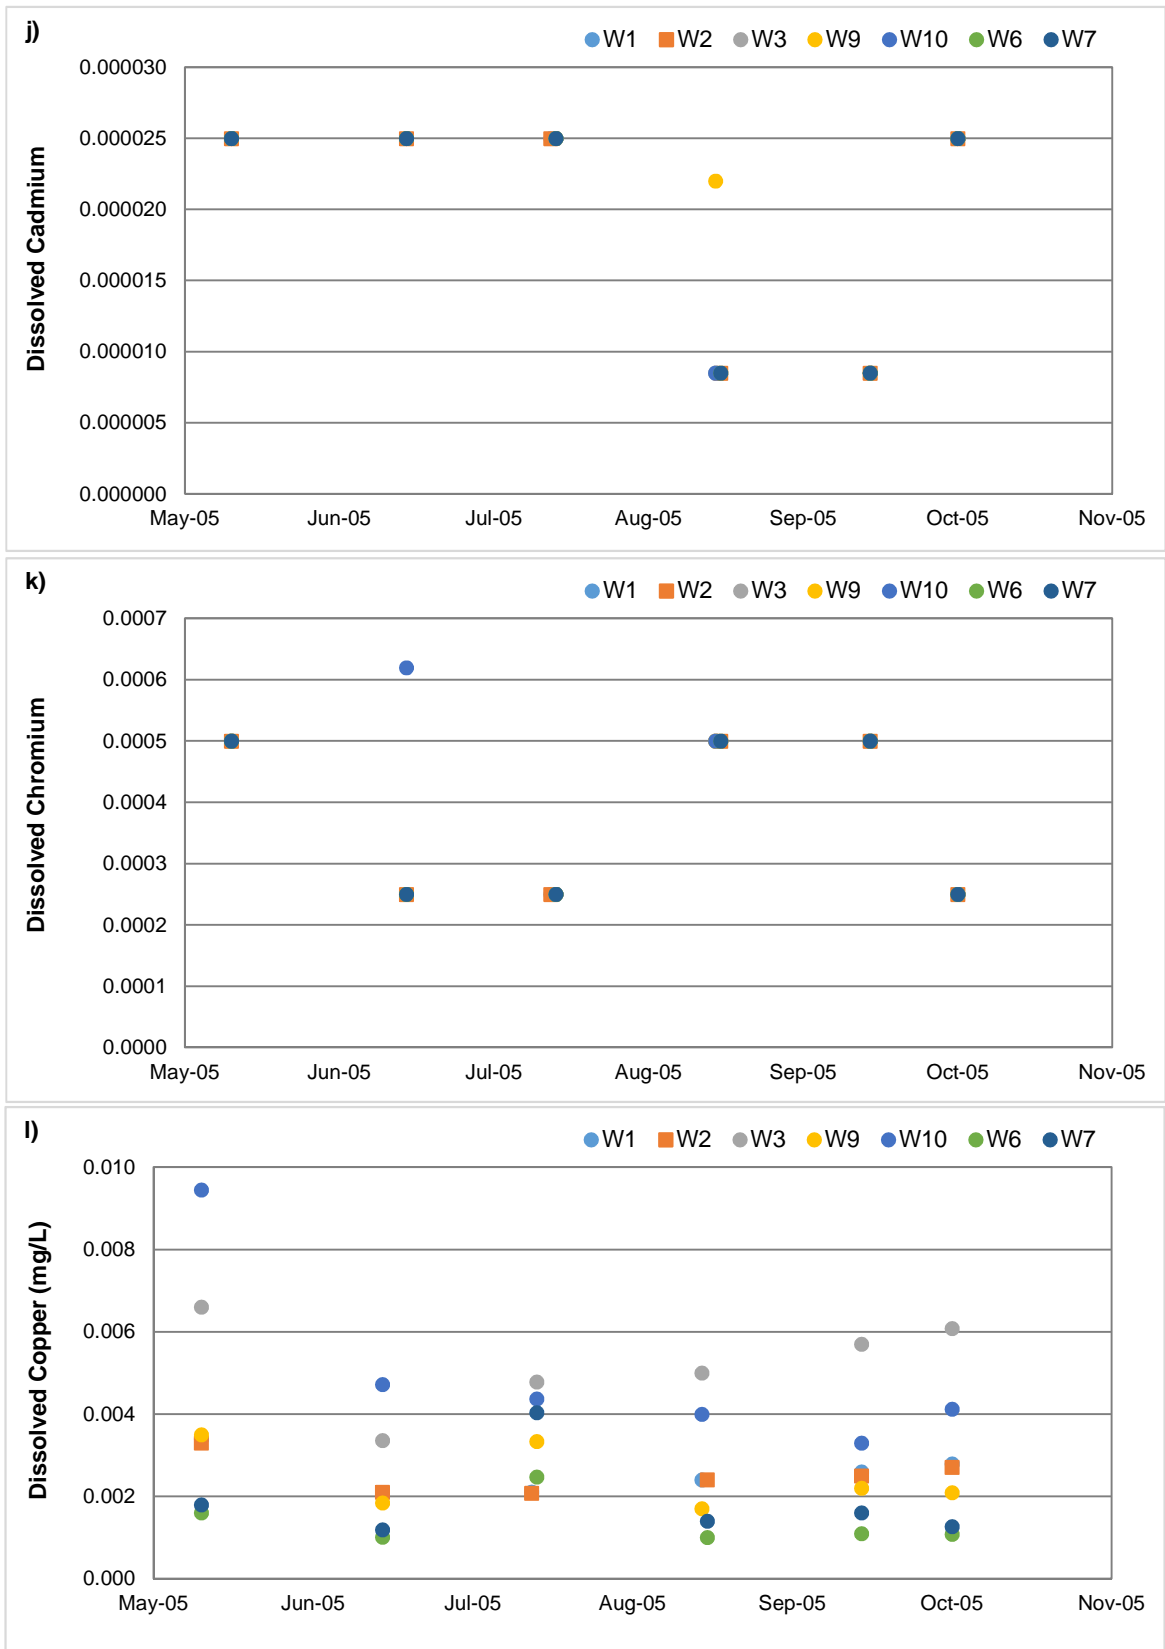 j)
W1 W2 W3 W9 W10 W6 W7
0.000030
0.000025
0.000020
0.000015
0.000010
0.000005
0.000000
Dissolved Cadmium
May-05 Jun-05 Jul-05 Aug-05 Sep-05 Oct-05 Nov-05
k)
W1 W2 W3 W9 W10 W6 W7
0.0007
0.0006
0.0005
0.0004
0.0003
0.0002
0.0001
0.0000
Dissolved Chromium
May-05 Jun-05 Jul-05 Aug-05 Sep-05 Oct-05 Nov-05
l)
W1 W2 W3 W9 W10 W6 W7
0.010
0.008
0.006
0.004
0.002
0.000
Dissolved Copper (mg/L)
May-05 Jun-05 Jul-05 Aug-05 Sep-05 Oct-05 Nov-05